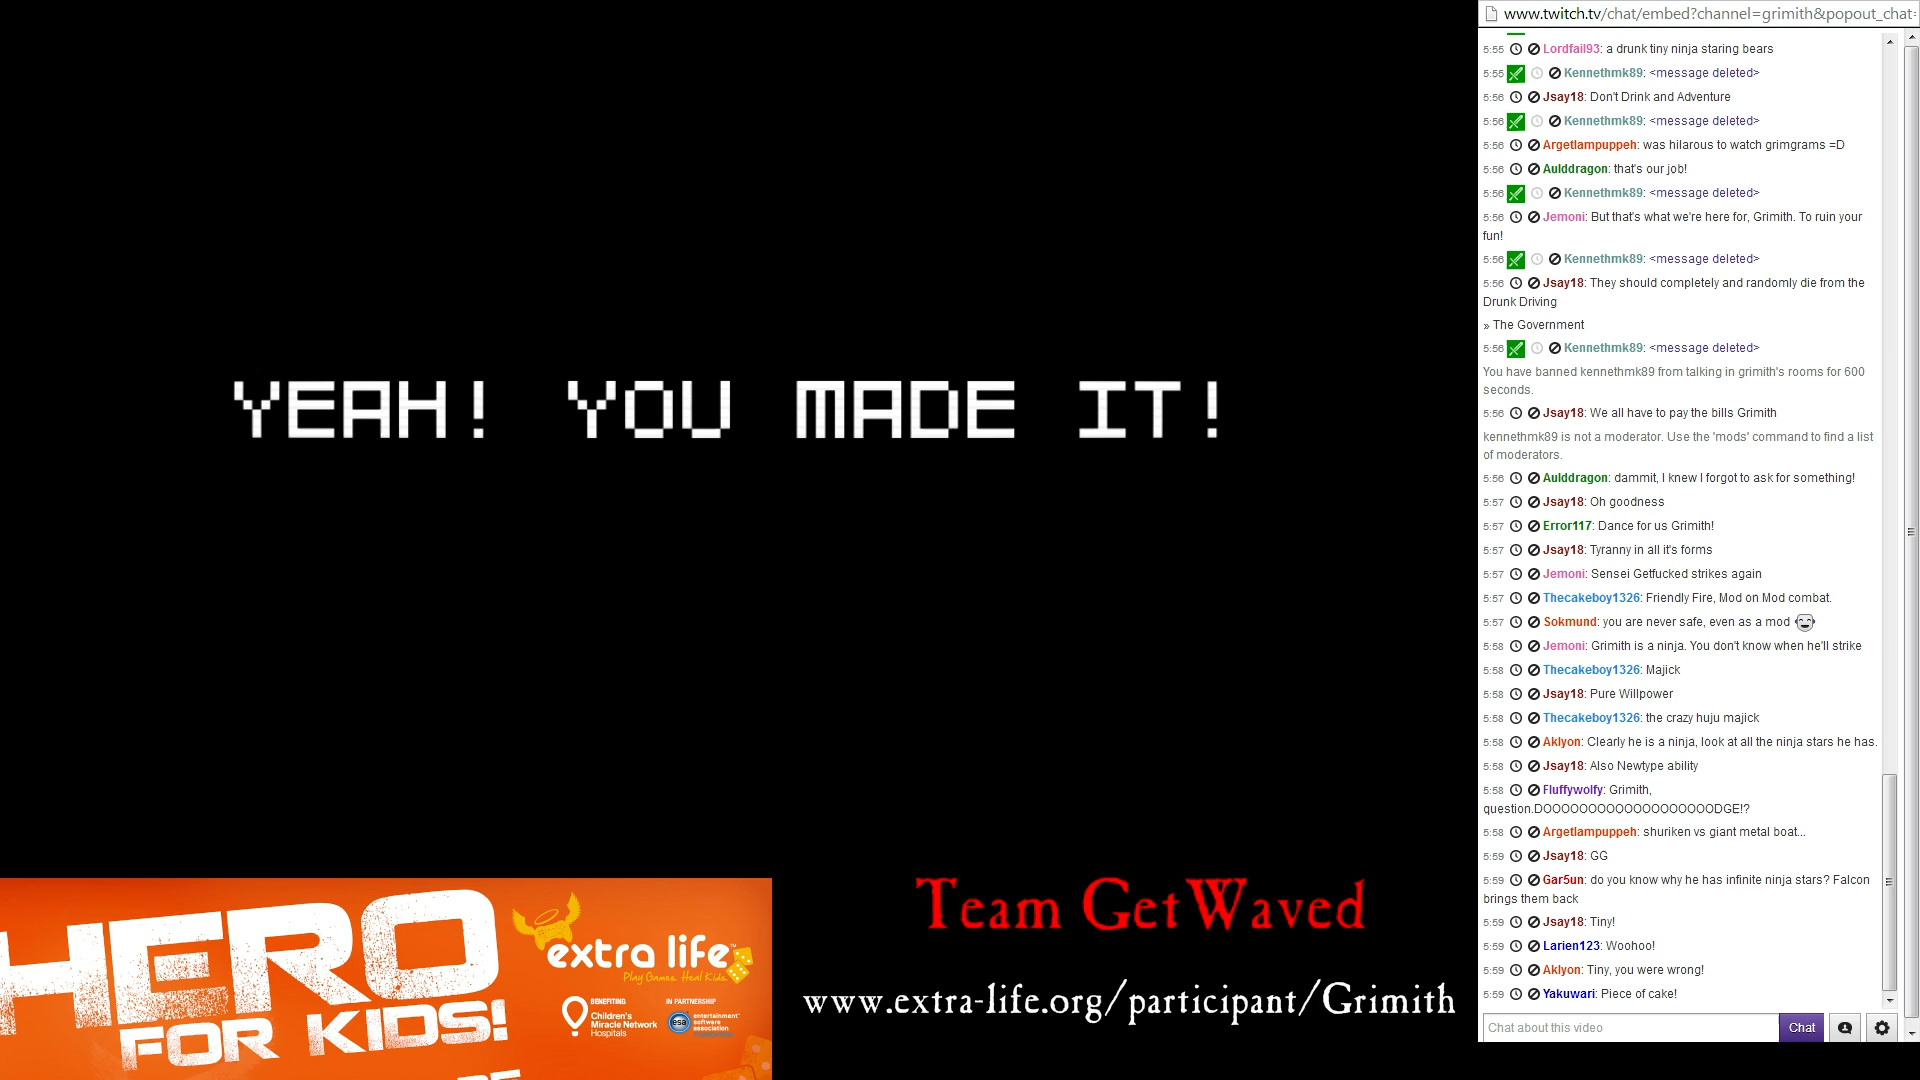 www.twitch.tv/chat/embed?channel=grimith&popout_chat=
5:55 Lordfail93: a drunk tiny ninja staring bears
5:55 Kennethmk89: <message deleted>
5:56 Jsay18: Don't Drink and Adventure
5:56 Kennethmk89: <message deleted>
5:56 Argetlampuppeh: was hilarous to watch grimgrams =D
5:56 Aulddragon: that's our job!
5:56 Kennethmk89: <message deleted>
5:56 Jemoni: But that's what we're here for, Grimith. To ruin your
fun!
5:56 Kennethmk89: <message deleted>
5:56 Jsay18: They should completely and randomly die from the
Drunk Driving
» The Government
5:56 Kennethmk89: <message deleted>
You have banned kennethmk89 from talking in grimith's rooms for 600
seconds.
5:56 Jsay18: We all have to pay the bills Grimith
kennethmk89 is not a moderator. Use the 'mods' command to find a list
of moderators.
5:56 Aulddragon: dammit, I knew I forgot to ask for something!
5:57 Jsay18: Oh goodness
5:57 Error117: Dance for us Grimith!
5:57 Jsay18: Tyranny in all it's forms
5:57 Jemoni: Sensei Getfucked strikes again
5:57 Thecakeboy1326: Friendly Fire, Mod on Mod combat.
5:57 Sokmund: you are never safe, even as a mod
5:58 Jemoni: Grimith is a ninja. You don't know when he'll strike
5:58 Thecakeboy1326: Majick
5:58 Jsay18: Pure Willpower
5:58 Thecakeboy1326: the crazy huju majick
5:58 Aklyon: Clearly he is a ninja, look at all the ninja stars he has.
5:58 Jsay18: Also Newtype ability
5:58 Fluffywolfy: Grimith,
question.DOOOOOOOOOOOOOOOOOOODGE!?
5:58 Argetlampuppeh: shuriken vs giant metal boat...
5:59 Jsay18: GG
5:59 Gar5un: do you know why he has infinite ninja stars? Falcon
brings them back
5:59 Jsay18: Tiny!
5:59 Larien123: Woohoo!
5:59 Aklyon: Tiny, you were wrong!
5:59 Yakuwari: Piece of cake!
Chat about this video
Chat
YEAH! YOU MADE IT!
HERO
FOR KIDS!
extra life™
Play Games. Heal Kids.
BENEFITING
Children's
Miracle Network
Hospitals
IN PARTNERSHIP
esa entertainment
software
association
Team GetWaved
www.extra-life.org/participant/Grimith